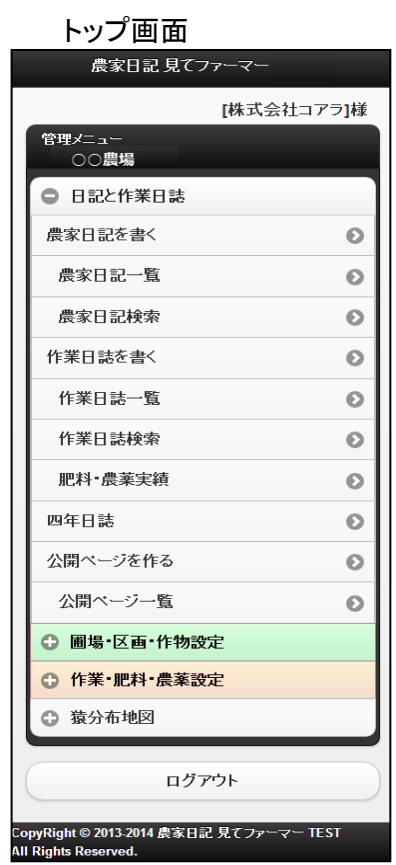 トップ画面
農家日記 見てファーマー
[株式会社コアラ]様
管理メニュー
○○農場
日記と作業日誌
農家日記を書く
農家日記一覧
農家日記検索
作業日誌を書く
作業日誌一覧
作業日誌検索
肥料・農薬実績
四年日誌
公開ページを作る
公開ページ一覧
圃場・区画・作物設定
作業・肥料・農薬設定
猿分布地図
ログアウト
CopyRight © 2013-2014 農家日記 見てファーマー TEST
All Rights Reserved.